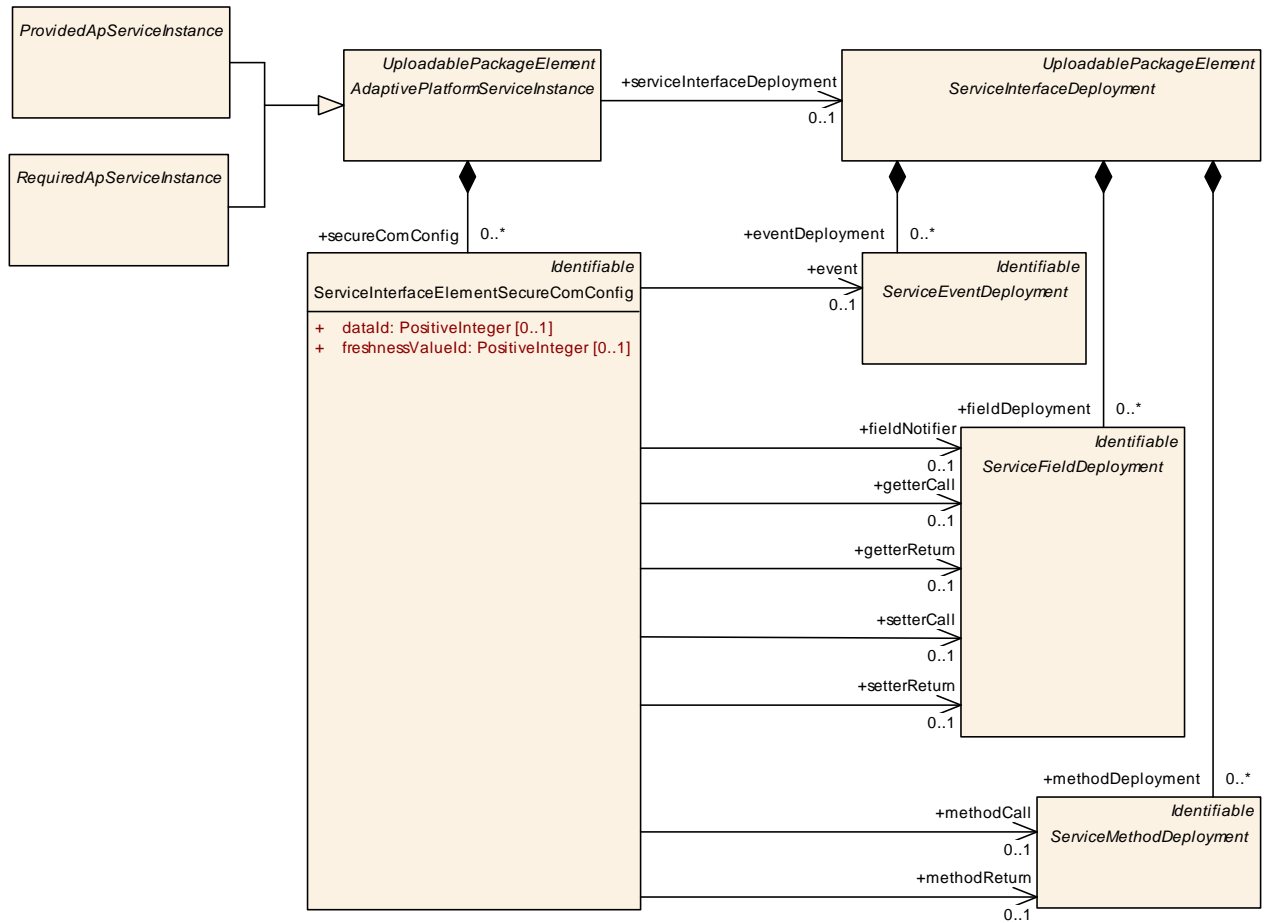 ProvidedApServiceInstance
UploadablePackageElement
AdaptivePlatformServiceInstance
+serviceInterfaceDeployment
0..1
UploadablePackageElement
ServiceInterfaceDeployment
RequiredApServiceInstance
+secureComConfig
0..*
+eventDeployment
0..*
Identifiable
ServiceInterfaceElementSecureComConfig
+ dataId: PositiveInteger [0..1]
+ freshnessValueId: PositiveInteger [0..1]
+event
0..1
Identifiable
ServiceEventDeployment
+fieldDeployment
0..*
+fieldNotifier
0..1
Identifiable
ServiceFieldDeployment
+getterCall
0..1
+getterReturn
0..1
+setterCall
0..1
+setterReturn
0..1
+methodDeployment
0..*
+methodCall
0..1
Identifiable
ServiceMethodDeployment
+methodReturn
0..1